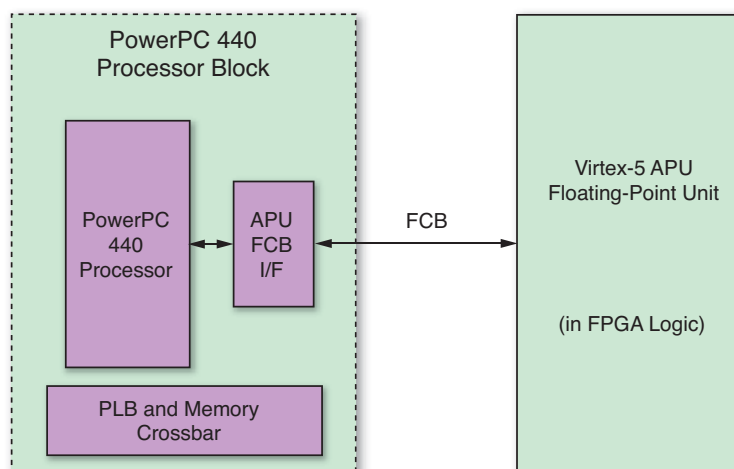 PowerPC 440
Processor Block
PowerPC
440
Processor
APU
FCB
I/F
PLB and Memory
Crossbar
FCB
Virtex-5 APU
Floating-Point Unit
(in FPGA Logic)